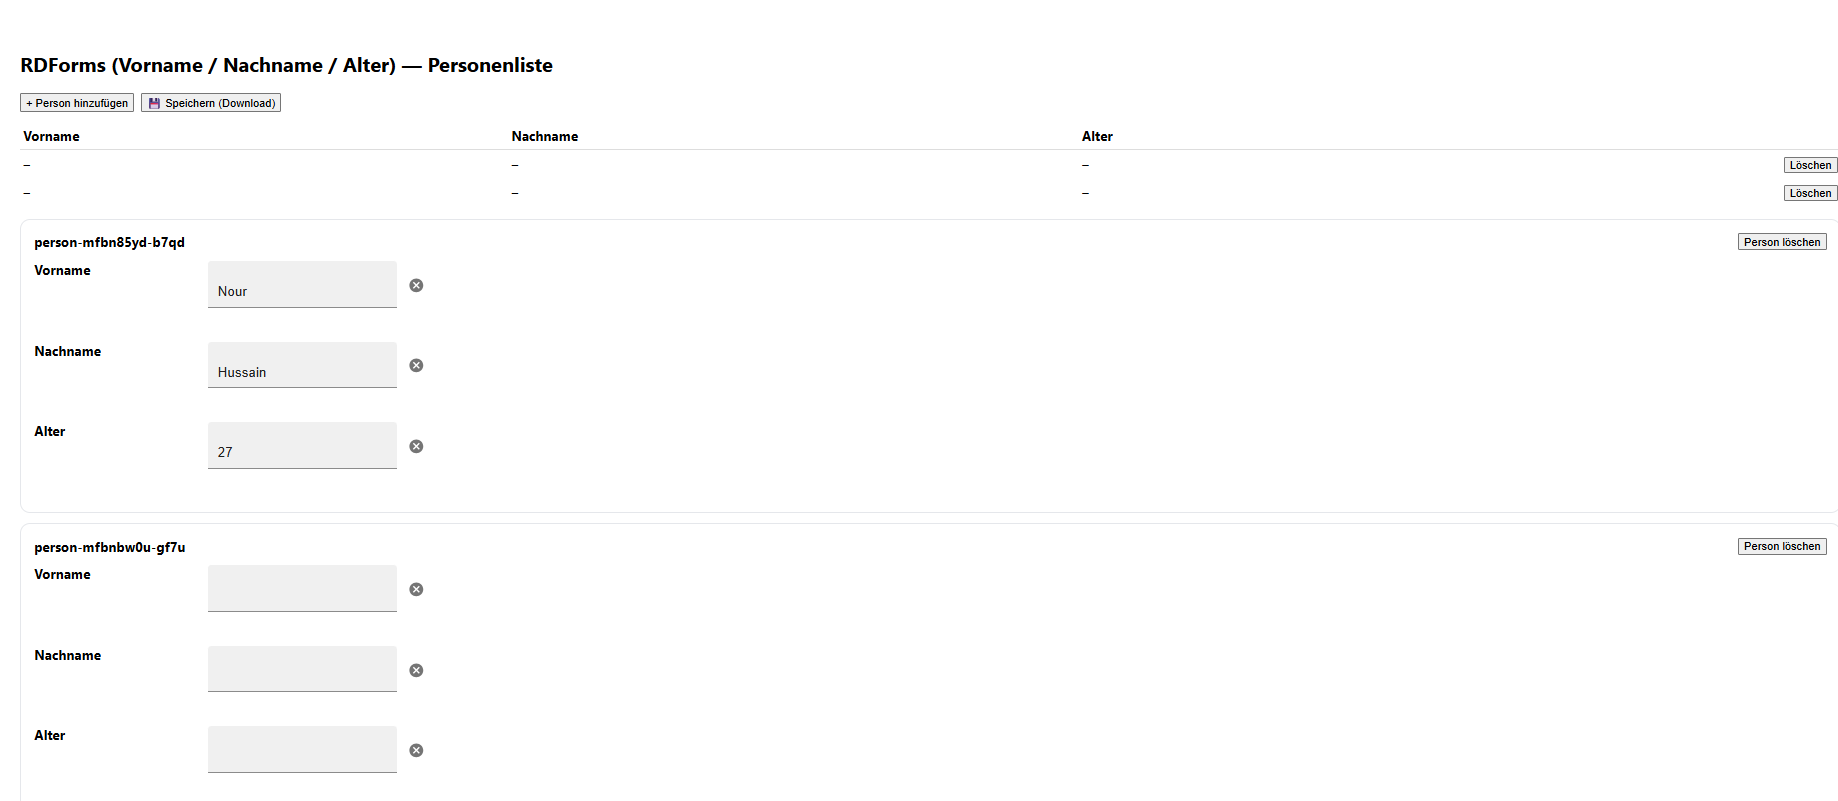 RDForms (Vorname / Nachname / Alter) — Personenliste
+ Person hinzufügen 💾 Speichern (Download)
Vorname Nachname Alter
– – – Löschen
– – – Löschen
person-mfbn85yd-b7qd Person löschen
Vorname
Nour
Nachname
Hussain
Alter
27
person-mfbnbw0u-gf7u Person löschen
Vorname
Nachname
Alter